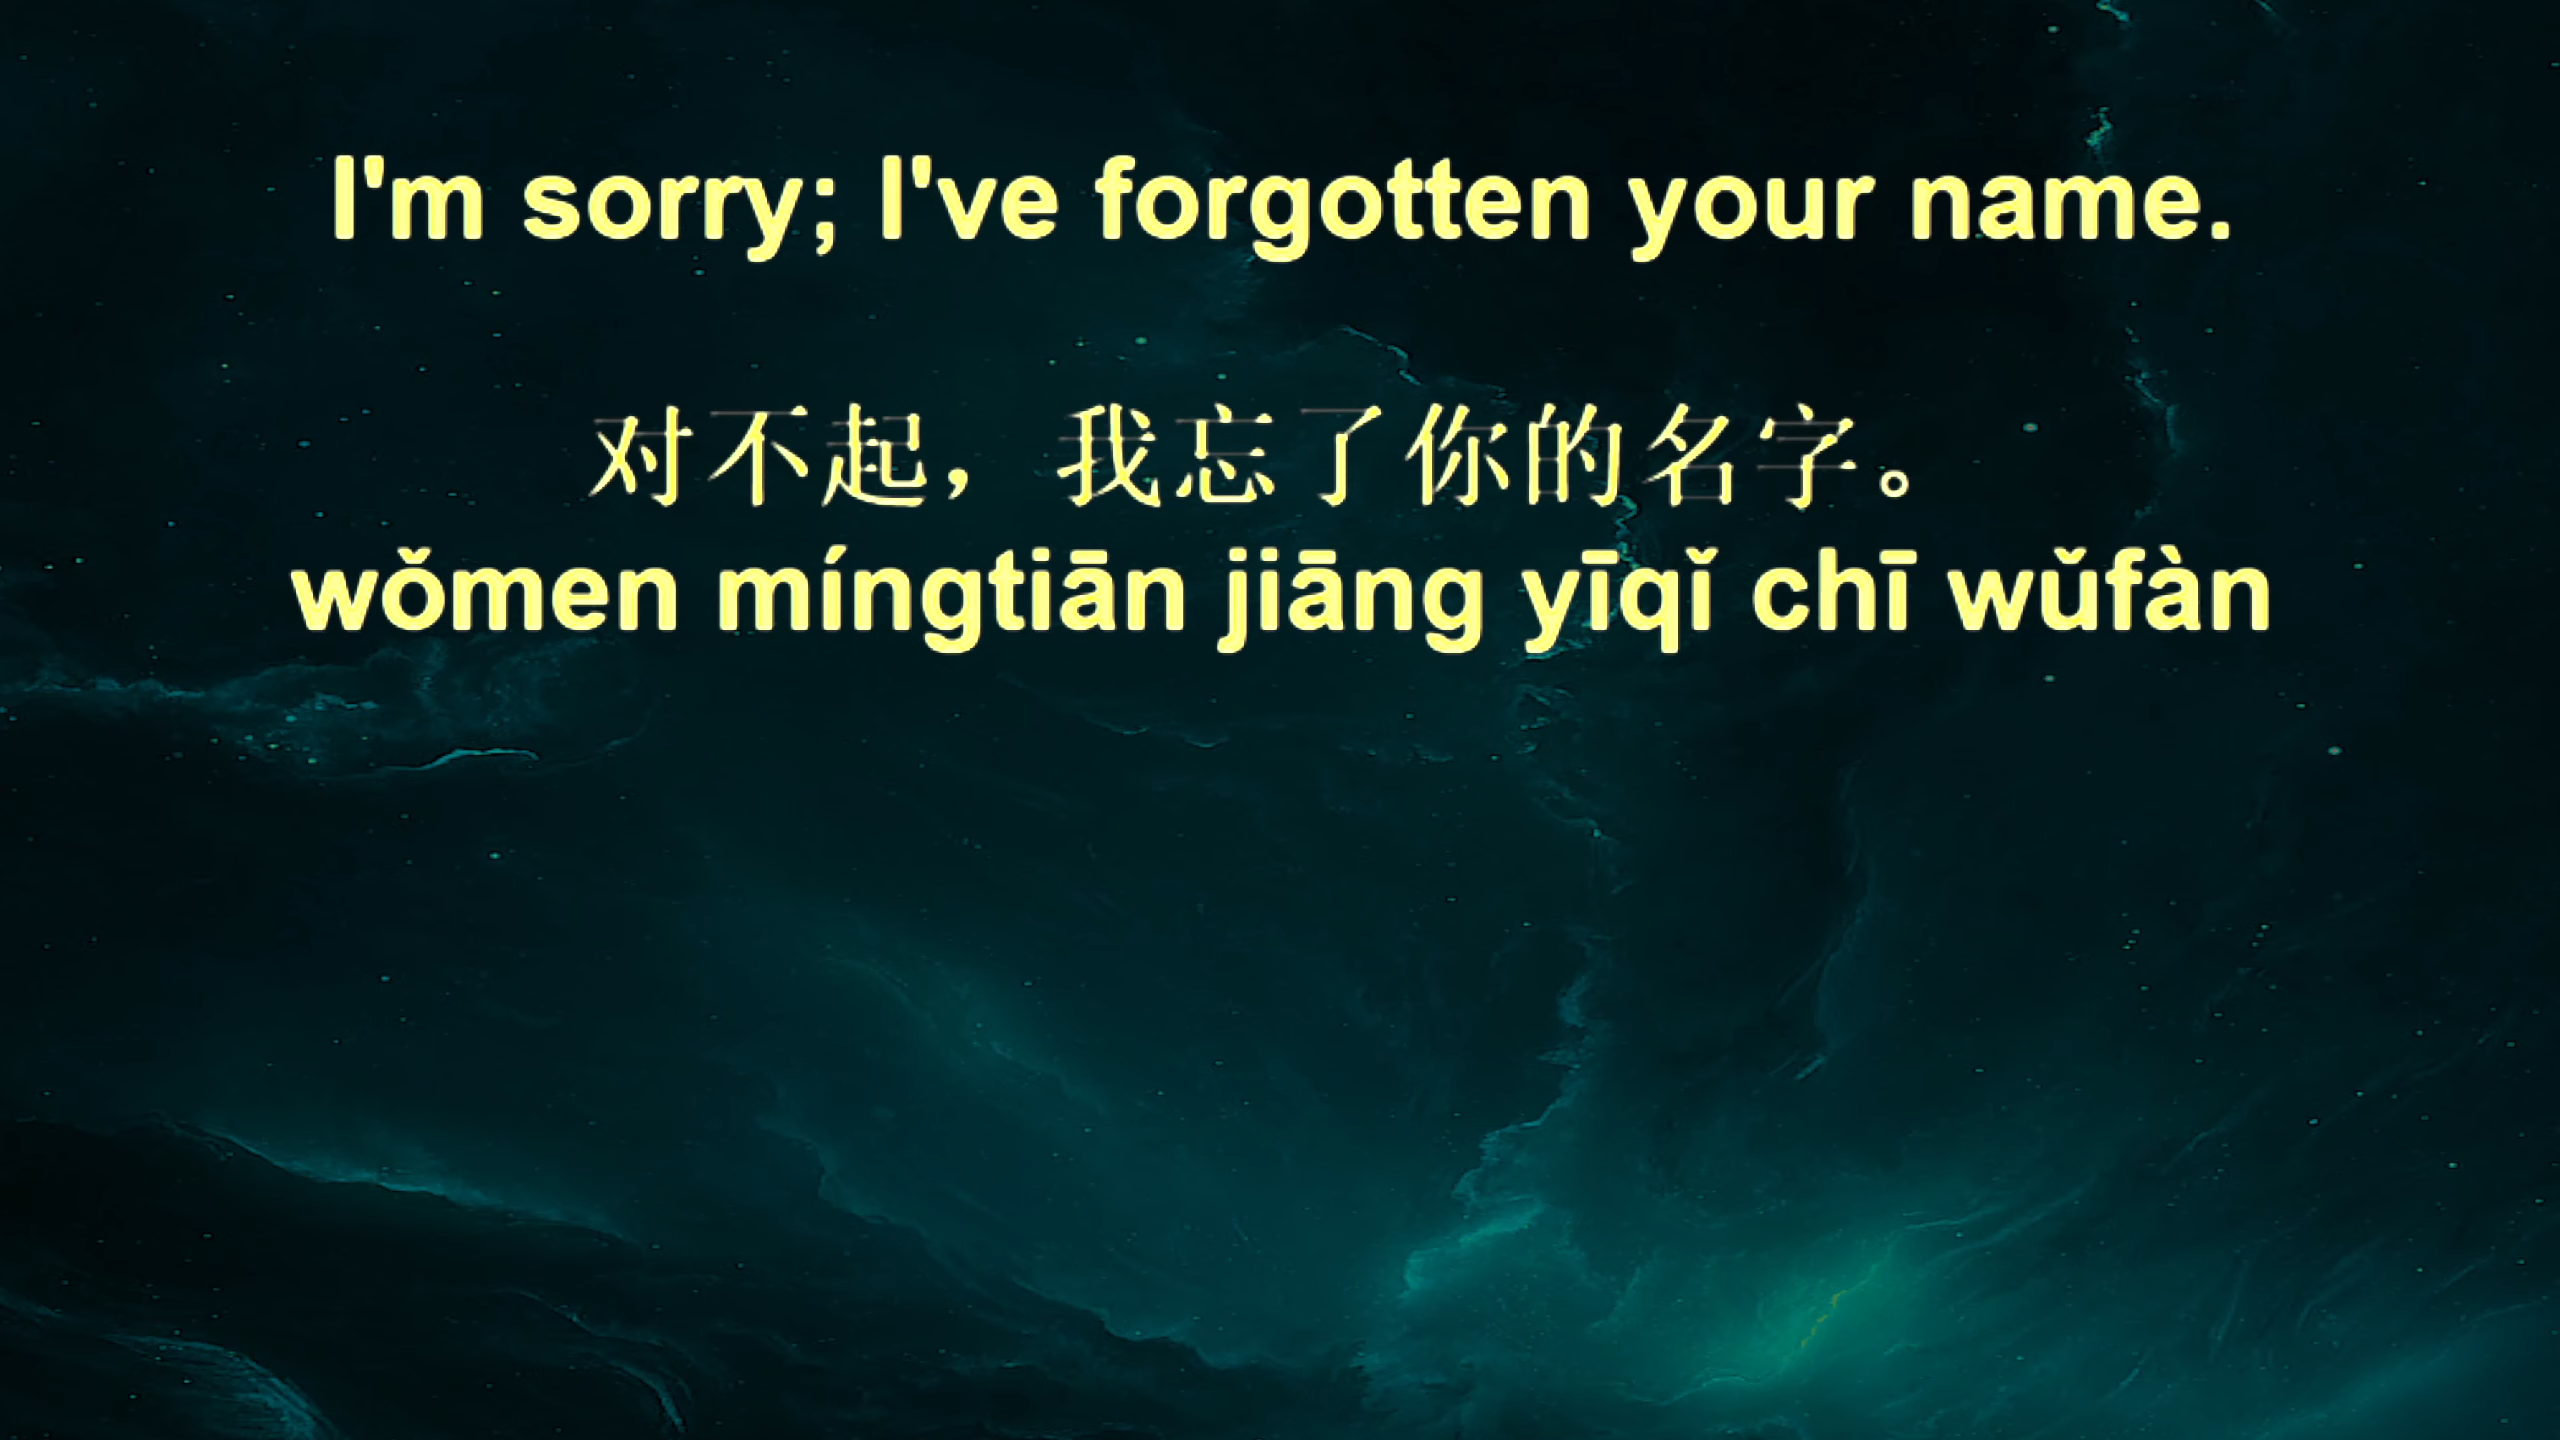 I'm sorry; I've forgotten your name.
对不起，我忘了你的名字。
wǒmen míngtiān jiāng yīqǐ chī wǔfàn